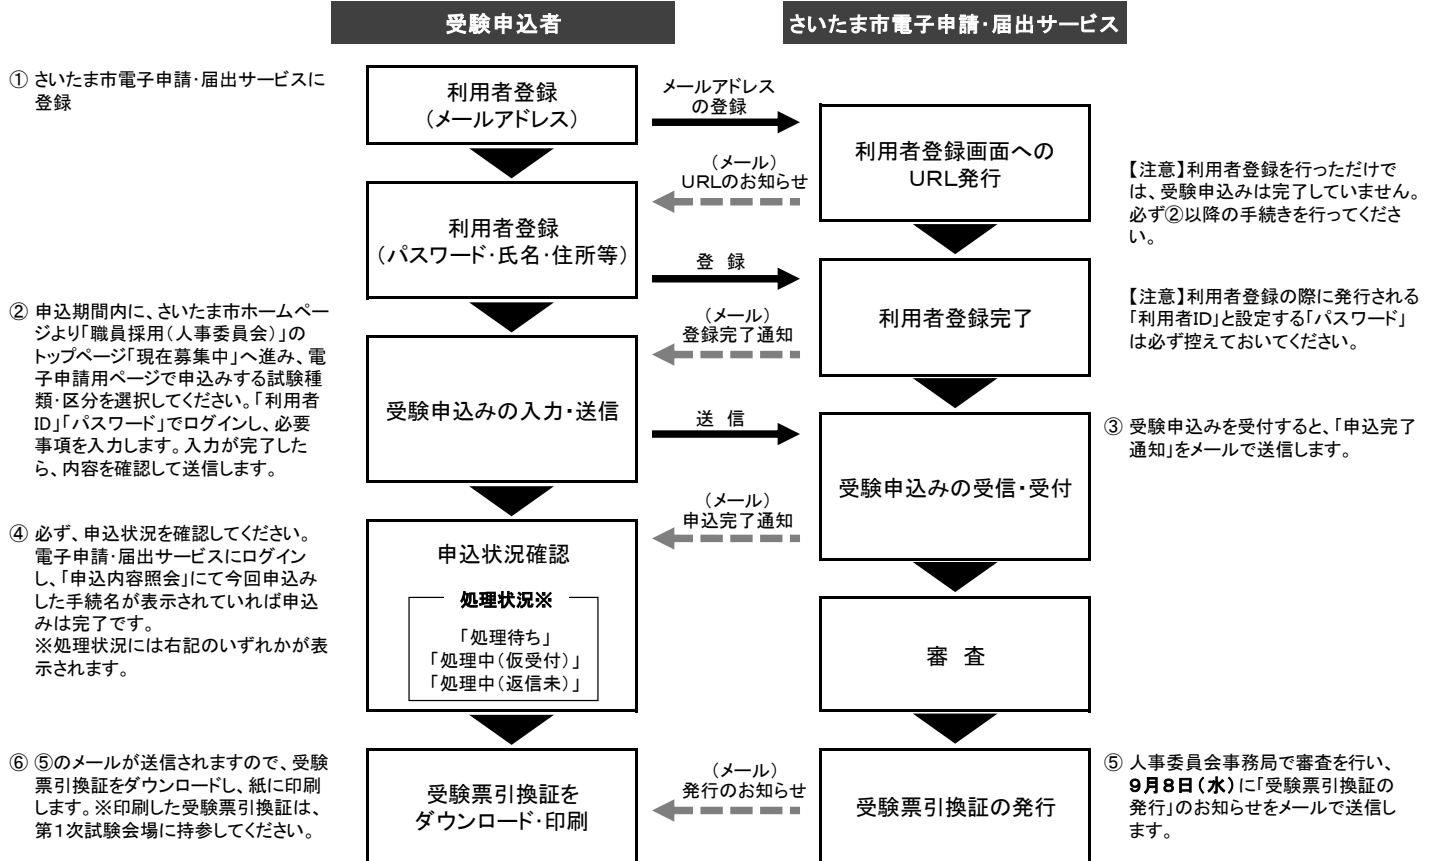 受験申込者
さいたま市電子申請・届出サービス
① さいたま市電子申請・届出サービスに
登録
利用者登録
（メールアドレス）
メールアドレス
の登録
利用者登録画面への
ＵＲＬ発行
（メール）
ＵＲＬのお知らせ
【注意】利用者登録を行っただけで
は、受験申込みは完了していません。
必ず②以降の手続きを行ってくださ
い。
利用者登録
（パスワード・氏名・住所等）
登　録
利用者登録完了
【注意】利用者登録の際に発行される
「利用者ID」と設定する「パスワード」
は必ず控えておいてください。
（メール）
登録完了通知
② 申込期間内に、さいたま市ホームペー
ジより「職員採用（人事委員会）」の
トップページ「現在募集中」へ進み、電
子申請用ページで申込みする試験種
類・区分を選択してください。「利用者
ID」「パスワード」でログインし、必要
事項を入力します。入力が完了した
ら、内容を確認して送信します。
受験申込みの入力・送信
送　信
受験申込みの受信・受付
③ 受験申込みを受付すると、「申込完了
通知」をメールで送信します。
（メール）
申込完了通知
④ 必ず、申込状況を確認してください。
電子申請・届出サービスにログイン
し、「申込内容照会」にて今回申込み
した手続名が表示されていれば申込
みは完了です。
※処理状況には右記のいずれかが表
示されます。
申込状況確認
処理状況※
「処理待ち」
「処理中（仮受付）」
「処理中（返信未）」
審　査
⑥ ⑤のメールが送信されますので、受験
票引換証をダウンロードし、紙に印刷
します。※印刷した受験票引換証は、
第１次試験会場に持参してください。
受験票引換証を
ダウンロード・印刷
（メール）
発行のお知らせ
受験票引換証の発行
⑤ 人事委員会事務局で審査を行い、
９月８日（水）に「受験票引換証の
発行」のお知らせをメールで送信し
ます。